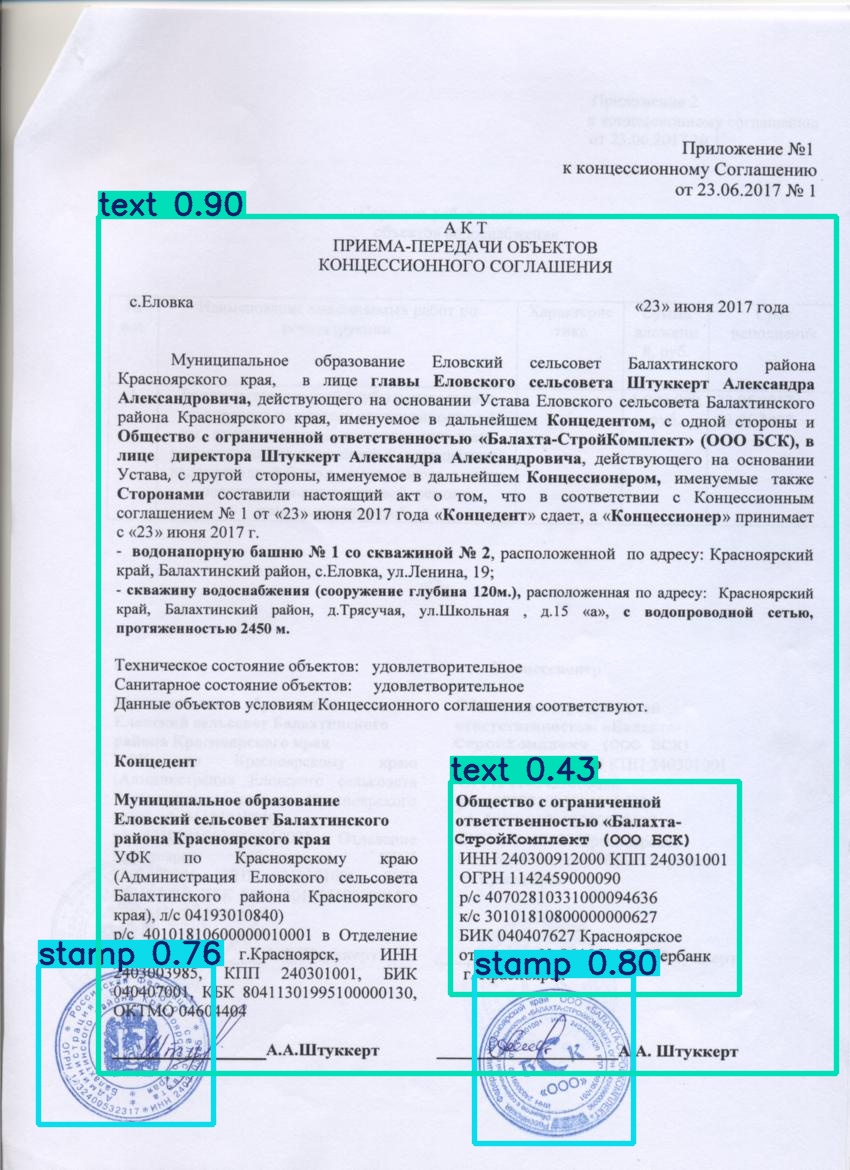 Приложение №1
к концессионному Соглашению
от 23.06.2017 № 1
text 0.90
А К Т
ПРИЕМА-ПЕРЕДАЧИ ОБЪЕКТОВ
КОНЦЕССИОННОГО СОГЛАШЕНИЯ
с.Еловка «23» июня 2017 года
Муниципальное образование Еловский сельсовет Балахтинского района
Красноярского края, в лице главы Еловского сельсовета Штуккерт Александра
Александровича, действующего на основании Устава Еловского сельсовета Балахтинского
района Красноярского края, именуемое в дальнейшем Концедентом, с одной стороны и
Общество с ограниченной ответственностью «Балахта-СтройКомплект» (ООО БСК), в
лице директора Штуккерт Александра Александровича, действующего на основании
Устава, с другой стороны, именуемое в дальнейшем Концессионером, именуемые также
Сторонами составили настоящий акт о том, что в соответствии с Концессионным
соглашением № 1 от «23» июня 2017 года «Концедент» сдает, а «Концессионер» принимает
с «23» июня 2017 г.
- водонапорную башню № 1 со скважиной № 2, расположенной по адресу: Красноярский
край, Балахтинский район, с.Еловка, ул.Ленина, 19;
- скважину водоснабжения (сооружение глубина 120м.), расположенная по адресу: Красноярский
край, Балахтинский район, д.Трясучая, ул.Школьная , д.15 «а», с водопроводной сетью,
протяженностью 2450 м.
Техническое состояние объектов: удовлетворительное
Санитарное состояние объектов: удовлетворительное
Данные объектов условиям Концессионного соглашения соответствуют.
Концедент
Муниципальное образование
Еловский сельсовет Балахтинского
района Красноярского края
УФК по Красноярскому краю
(Администрация Еловского сельсовета
Балахтинского района Красноярского
края), л/с 04193010840)
р/с 40101810600000010001 в Отделение
г.Красноярск, ИНН
2403003985, КПП 240301001, БИК
040407001, КБК 80411301995100000130,
ОКТМО 04604404
А.А.Штуккерт
stamp 0.76
text 0.43
Общество с ограниченной
ответственностью «Балахта-
СтройКомплект (ООО БСК)
ИНН 240300912000 КПП 240301001
ОГРН 1142459000090
р/с 40702810331000094636
к/с 30101810800000000627
БИК 040407627 Красноярское
stamp 0.80
А.А. Штуккерт
БСК
«ООО»